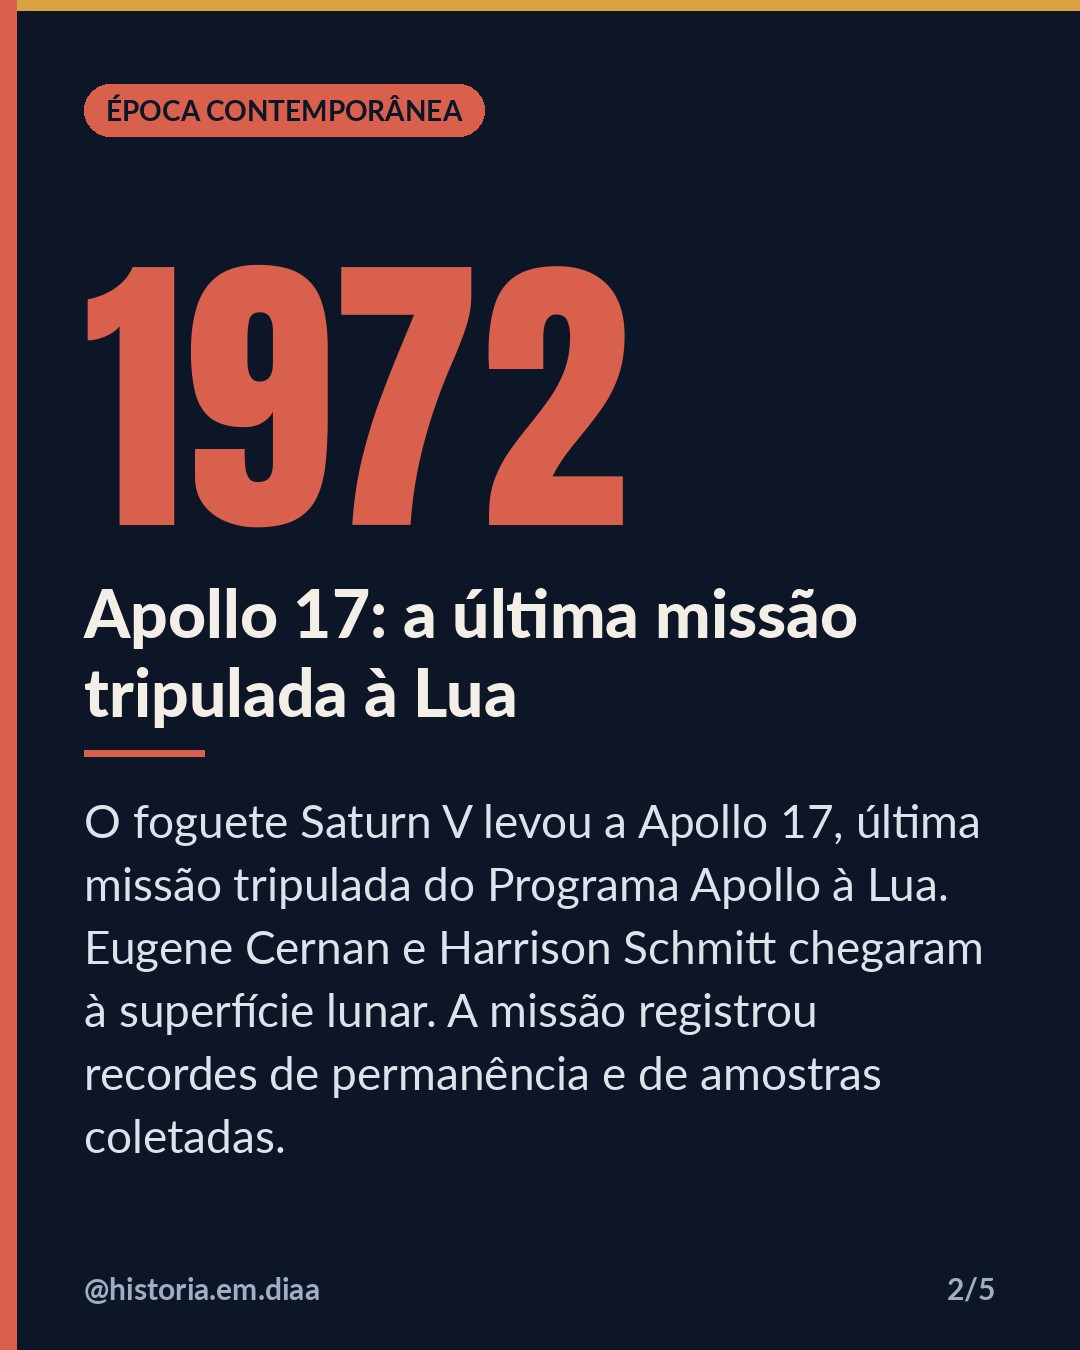 ÉPOCA CONTEMPORÂNEA
1972
Apollo 17: a última missão
tripulada à Lua
O foguete Saturn V levou a Apollo 17, última
missão tripulada do Programa Apollo à Lua.
Eugene Cernan e Harrison Schmitt chegaram
à superfície lunar. A missão registrou
recordes de permanência e de amostras
coletadas.
@historia.em.diaa
2/5